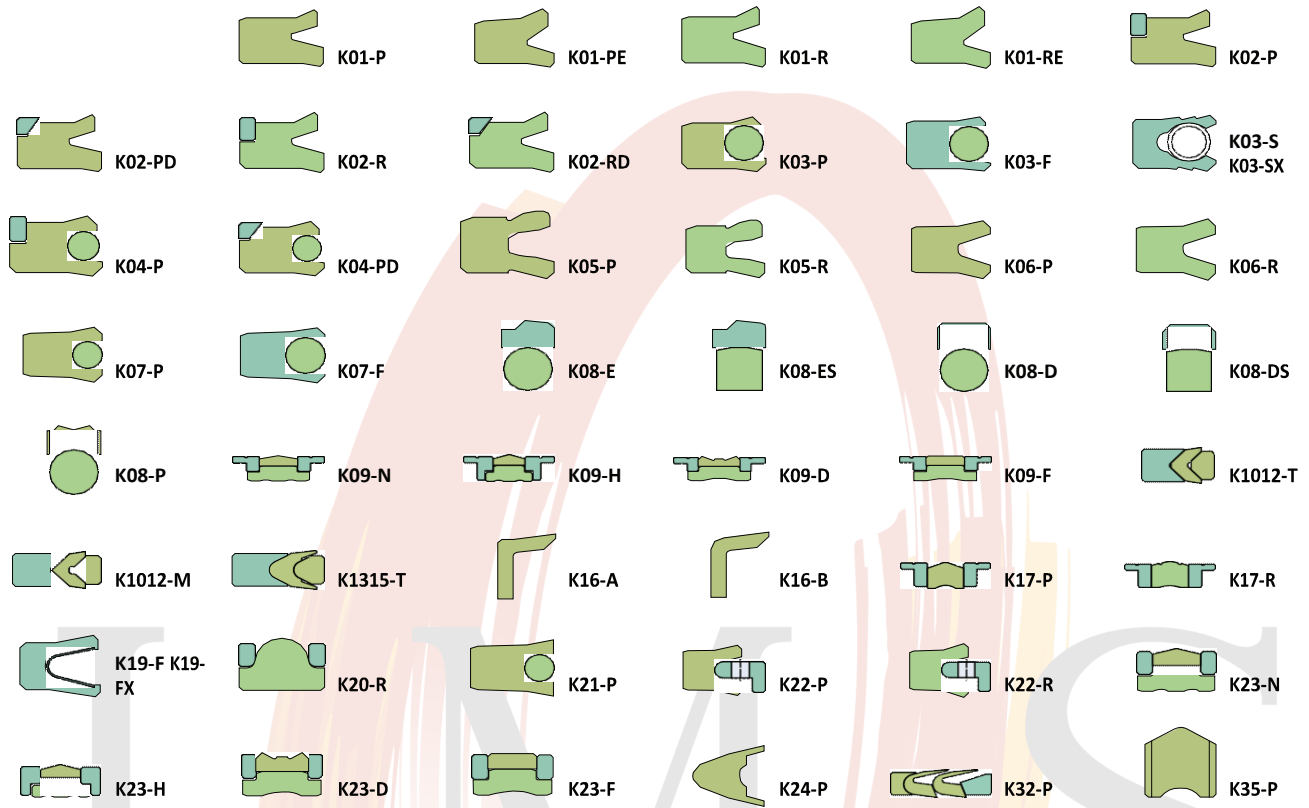 K01-P
K01-PE
K01-R
K01-RE
K02-P
K02-PD
K02-R
K02-RD
K03-P
K03-F
K03-S
K03-SX
K04-P
K04-PD
K05-P
K05-R
K06-P
K06-R
K07-P
K07-F
K08-E
K08-ES
K08-D
K08-DS
K08-P
K09-N
K09-H
K09-D
K09-F
K1012-T
K1012-M
K1315-T
K16-A
K16-B
K17-P
K17-R
K19-F K19-
FX
K20-R
K21-P
K22-P
K22-R
K23-N
K23-H
K23-D
K23-F
K24-P
K32-P
K35-P
IMS